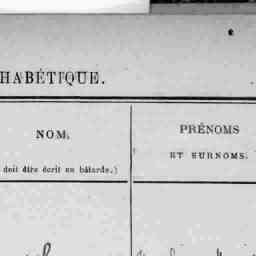 HABÉTIQUE.
NOM.
doit être écrit en bâtarde.)
PRÉNOMS
ET SURNOMS.